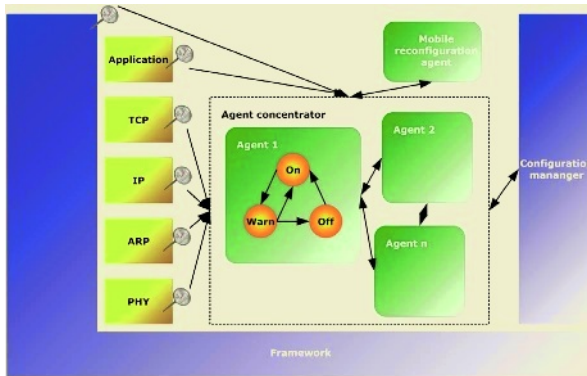 Application
Mobile
reconfiguration
agent
TCP
Agent concentrator
Agent 1
Agent 2
On
IP
Configuration
mananger
Warn
Off
ARP
Agent n
PHY
Framework